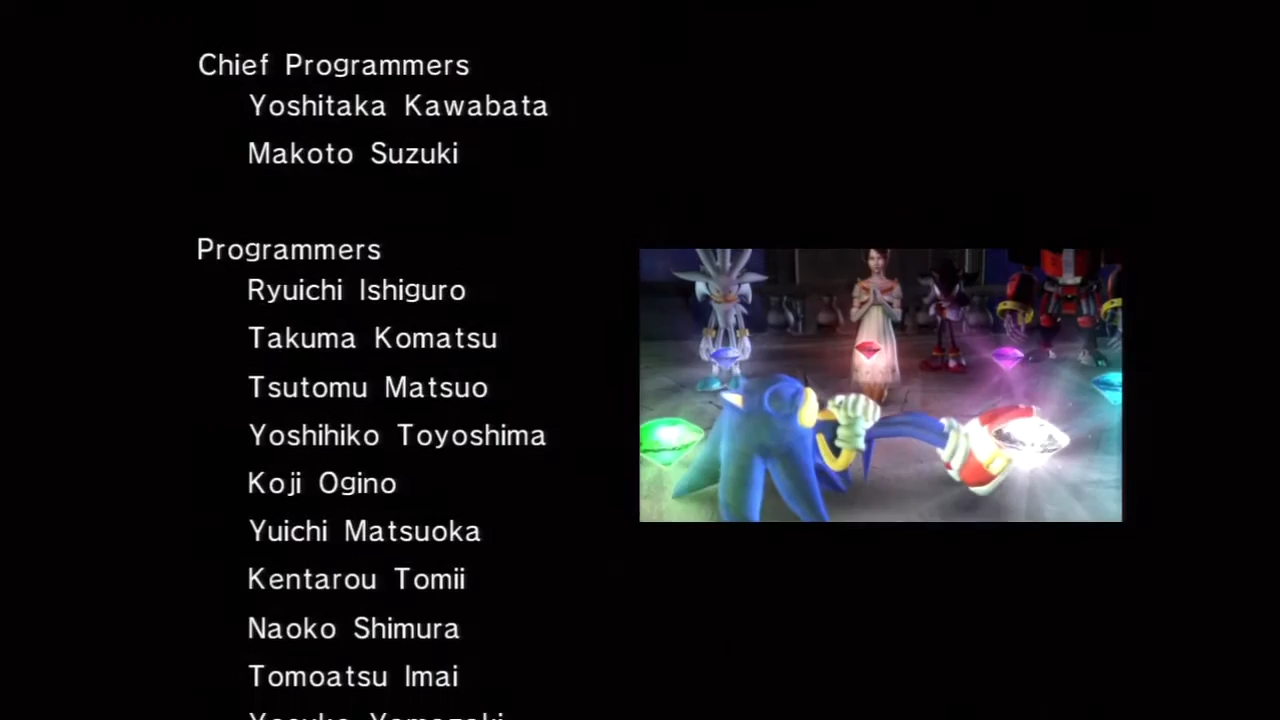 Chief Programmers
Yoshitaka Kawabata
Makoto Suzuki
Programmers
Ryuichi Ishiguro
Takuma Komatsu
Tsutomu Matsuo
Yoshihiko Toyoshima
Koji Ogino
Yuichi Matsuoka
Kentarou Tomii
Naoko Shimura
Tomoatsu Imai